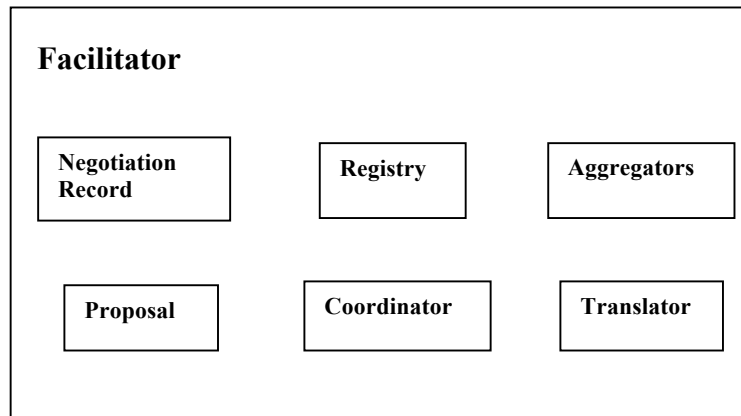 Facilitator
Negotiation
Record
Registry
Aggregators
Proposal
Coordinator
Translator